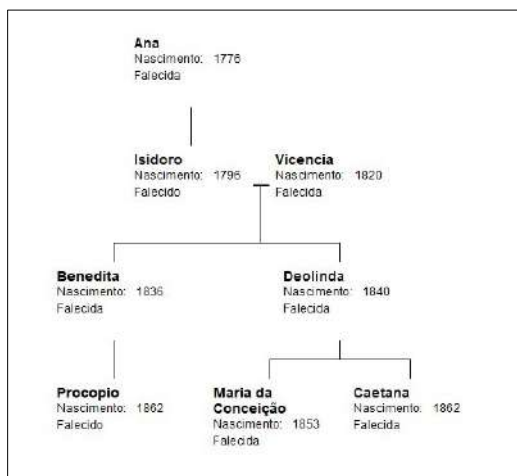 Ana
Nascimento: 1776
Falecida
Isidoro
Nascimento: 1796
Falecido
Vicencia
Nascimento: 1820
Falecida
Benedita
Nascimento: 1836
Falecida
Deolinda
Nascimento: 1840
Falecida
Procopio
Nascimento: 1862
Falecido
Maria da
Conceição
Nascimento: 1853
Falecida
Caetana
Nascimento: 1862
Falecida